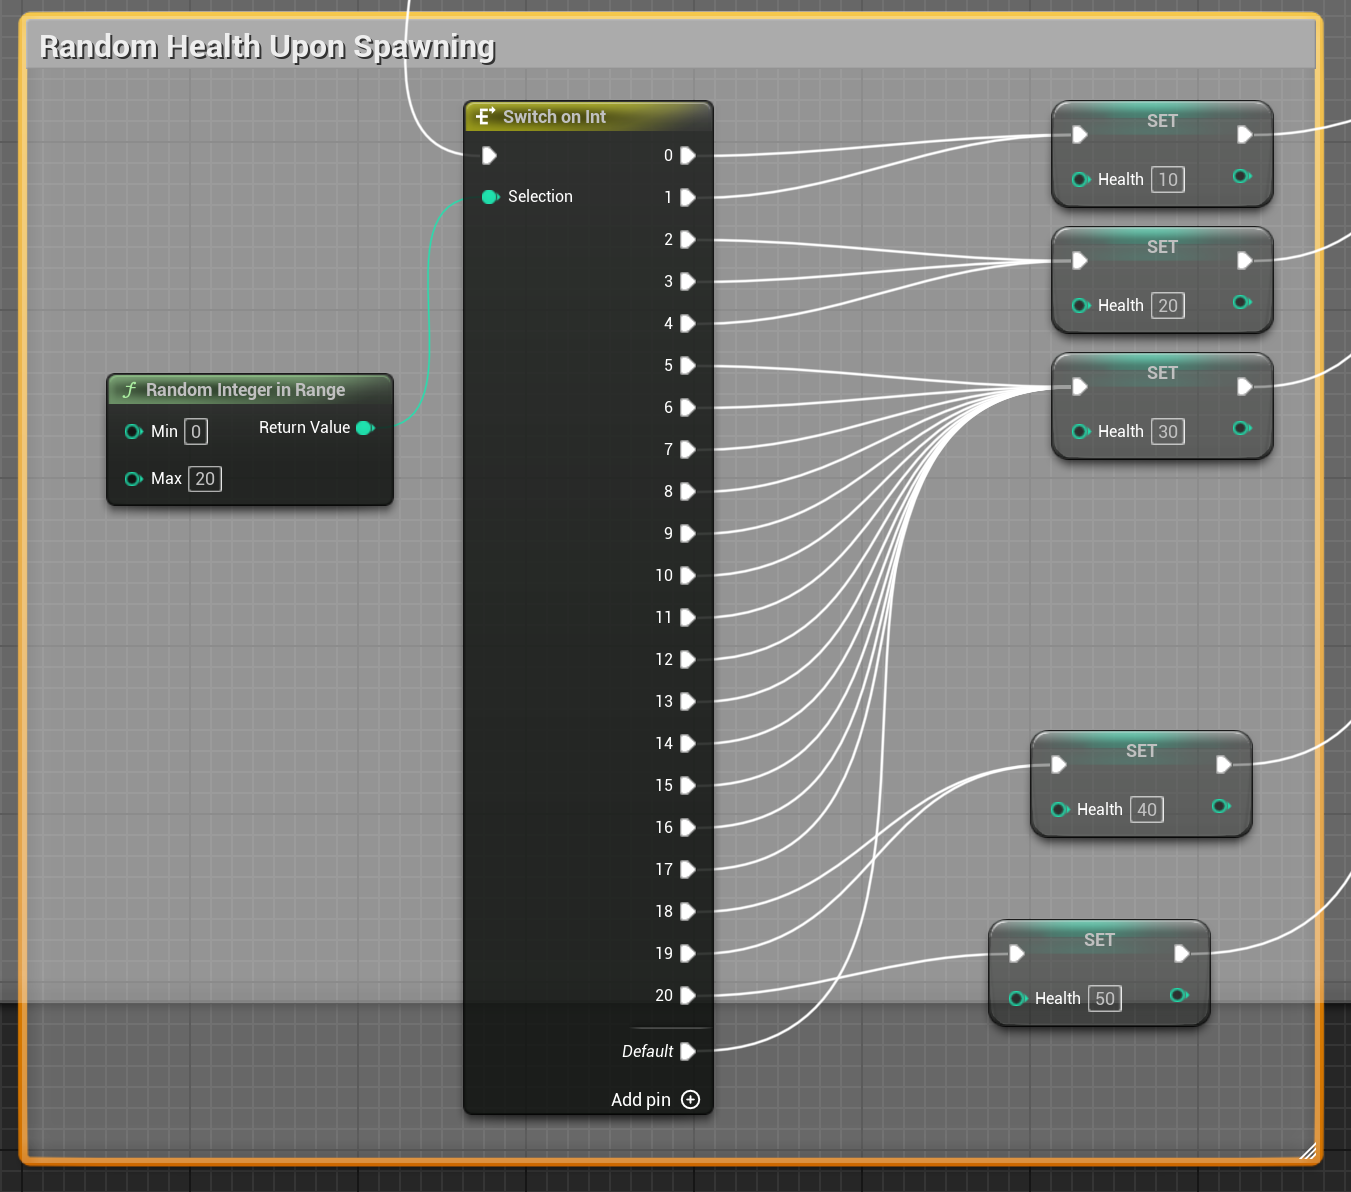 Random Health Upon Spawning
Switch on Int
Selection
0
1
2
3
4
5
6
7
8
9
10
11
12
13
14
15
16
17
18
19
20
Default
Add pin
Random Integer in Range
Min 0
Return Value
Max 20
SET
Health 10
SET
Health 20
SET
Health 30
SET
Health 40
SET
Health 50